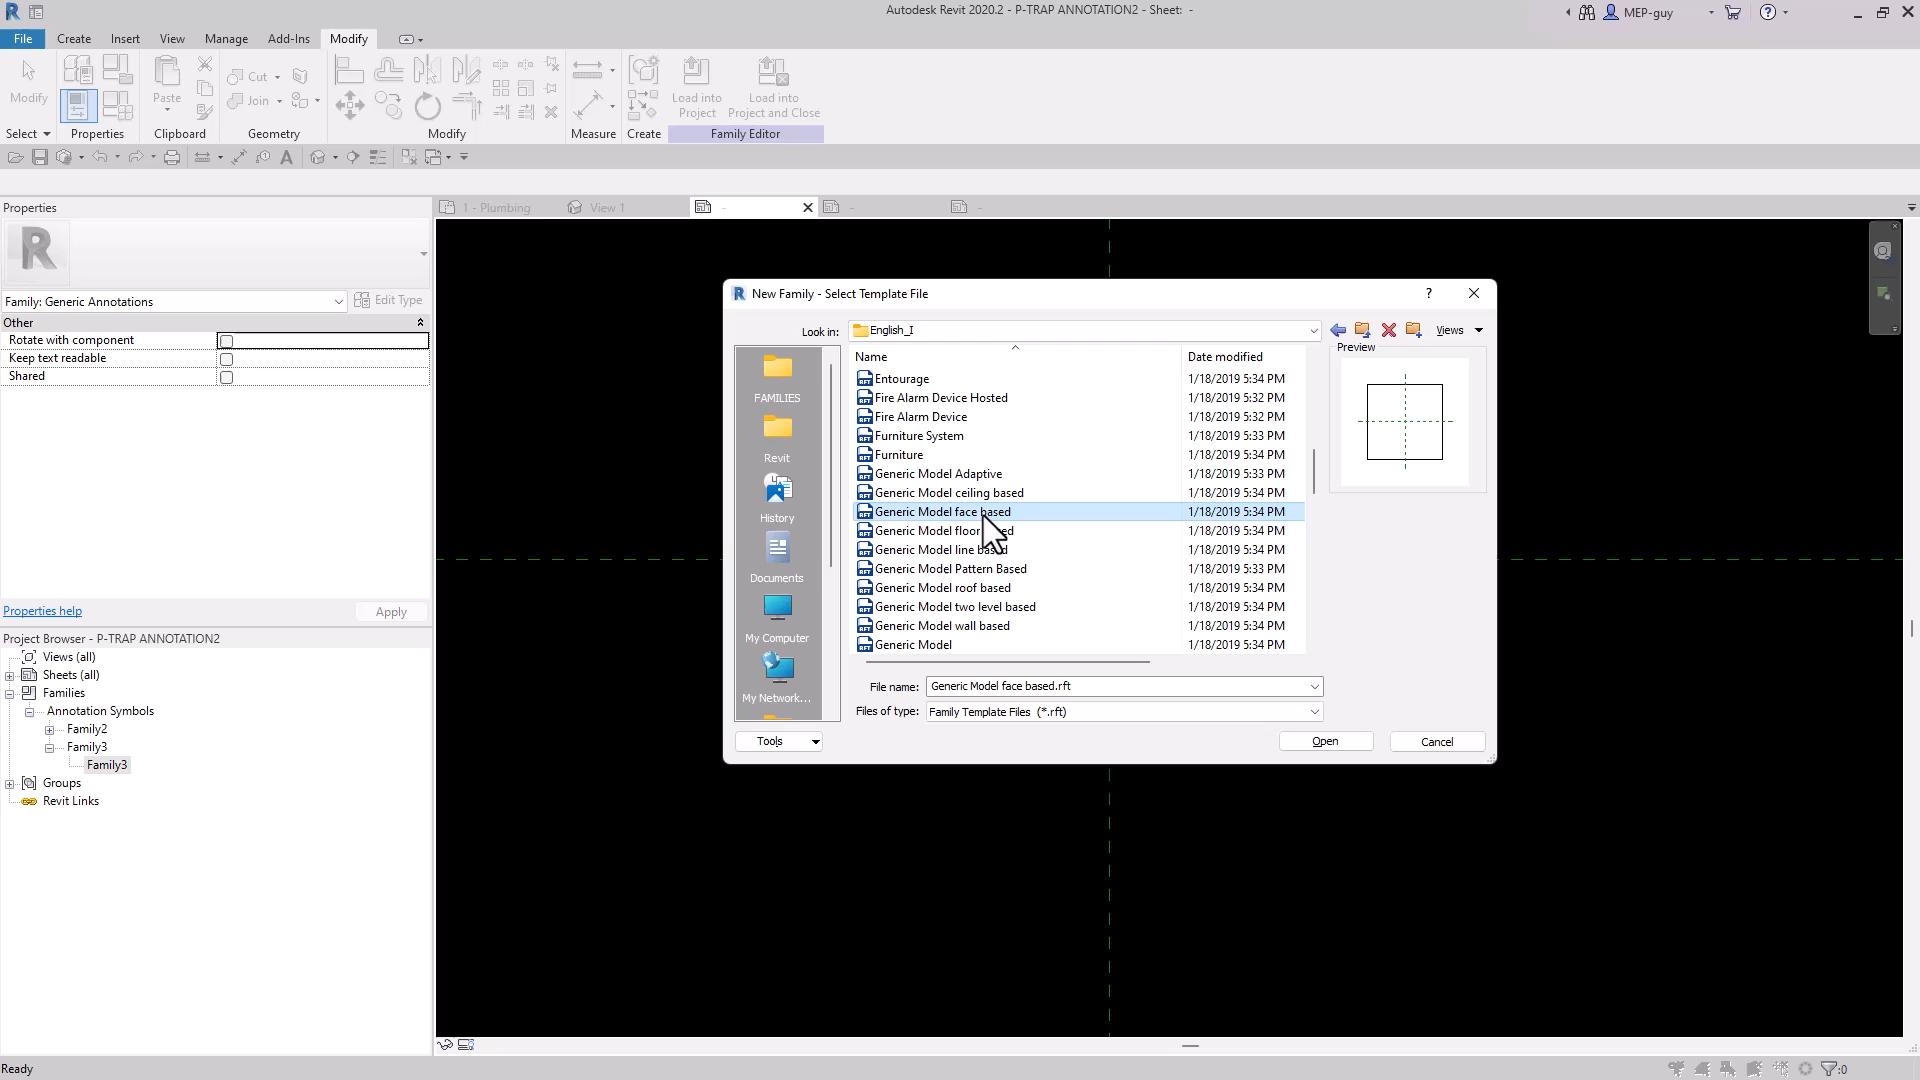 Autodesk Revit 2020.2 - P-TRAP ANNOTATION2 - Sheet: -
MEP-guy
File Create Insert View Manage Add-Ins Modify
Modify
Paste
Cut
Join
Load into Project
Load into Project and Close
Select Properties Clipboard Geometry Modify Measure Create Family Editor
Properties
1 - Plumbing
View 1
-
-
-
Family: Generic Annotations
Edit Type
Other
Rotate with component
Keep text readable
Shared
Properties help
Apply
Project Browser - P-TRAP ANNOTATION2
Views (all)
Sheets (all)
Families
Annotation Symbols
Family2
Family3
Family3
Groups
Revit Links
Ready
:0
New Family - Select Template File
?
Look in:
English_I
Views
Preview
FAMILIES
Revit
History
Documents
My Computer
My Network...
Name Date modified
Entourage 1/18/2019 5:34 PM
Fire Alarm Device Hosted 1/18/2019 5:32 PM
Fire Alarm Device 1/18/2019 5:32 PM
Furniture System 1/18/2019 5:33 PM
Furniture 1/18/2019 5:34 PM
Generic Model Adaptive 1/18/2019 5:33 PM
Generic Model ceiling based 1/18/2019 5:34 PM
Generic Model face based 1/18/2019 5:34 PM
Generic Model floor based 1/18/2019 5:34 PM
Generic Model line based 1/18/2019 5:34 PM
Generic Model Pattern Based 1/18/2019 5:33 PM
Generic Model roof based 1/18/2019 5:34 PM
Generic Model two level based 1/18/2019 5:34 PM
Generic Model wall based 1/18/2019 5:34 PM
Generic Model 1/18/2019 5:34 PM
File name: Generic Model face based.rft
Files of type: Family Template Files (*.rft)
Tools
Open
Cancel